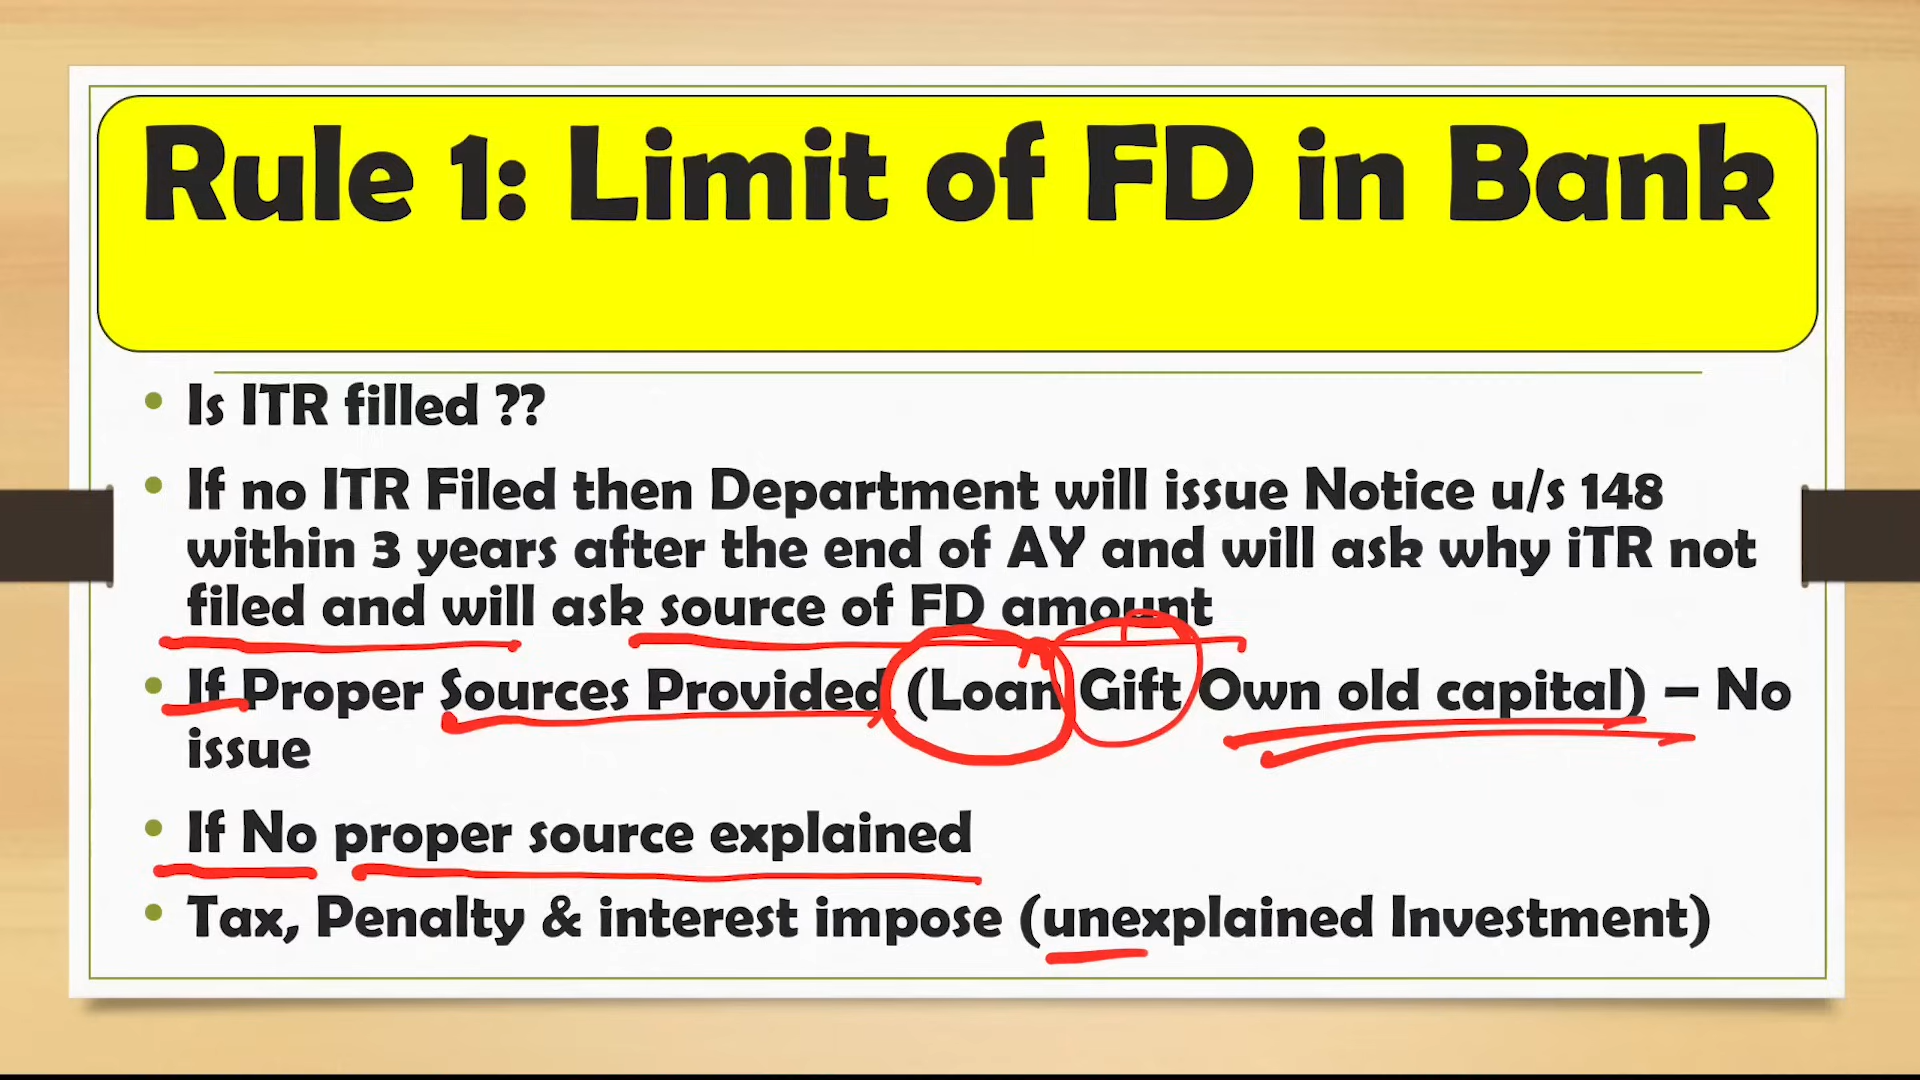 Rule 1: Limit of FD in Bank
• Is ITR filled ??
• If no ITR Filed then Department will issue Notice u/s 148
within 3 years after the end of AY and will ask why iTR not
filed and will ask source of FD amount
• If Proper Sources Provided (Loan Gift Own old capital) – No
issue
• If No proper source explained
• Tax, Penalty & interest impose (unexplained Investment)